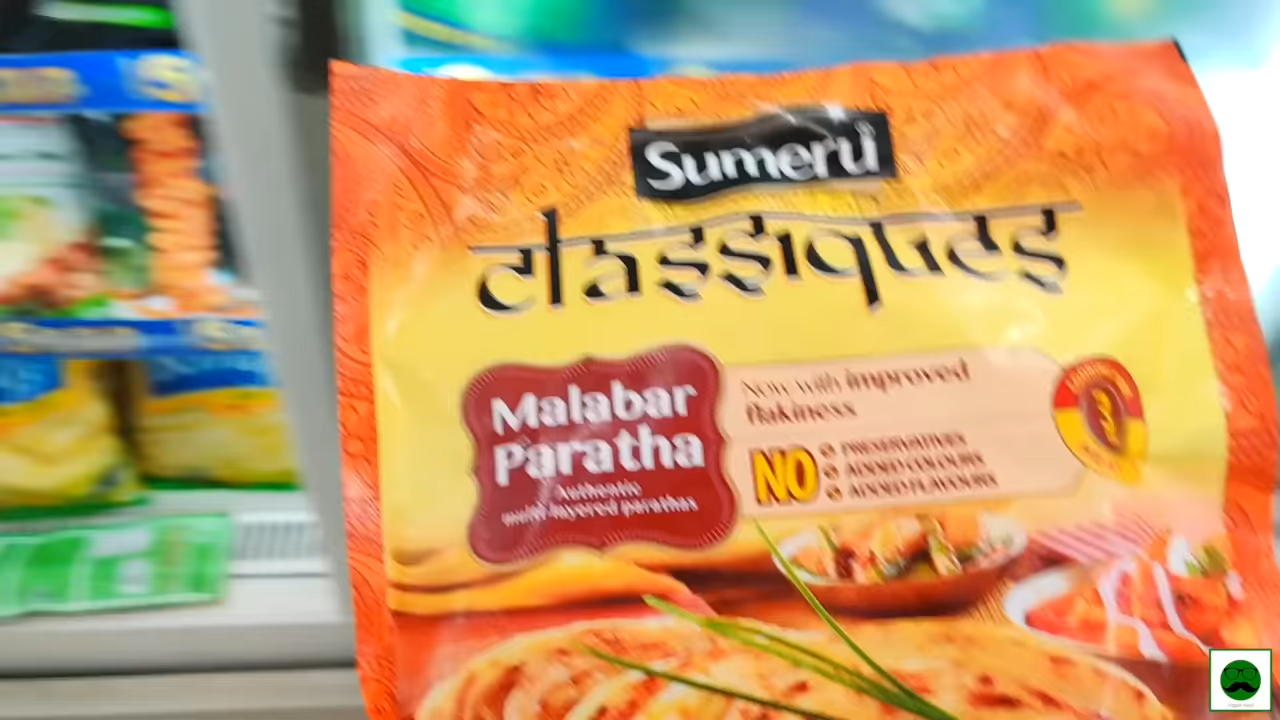 Sumeru
classiques
Malabar
Paratha
Authentic
multi-layered parathas
Now with improved
flakiness
NO
PRESERVATIVES
ADDED COLOURS
ADDED FLAVOURS